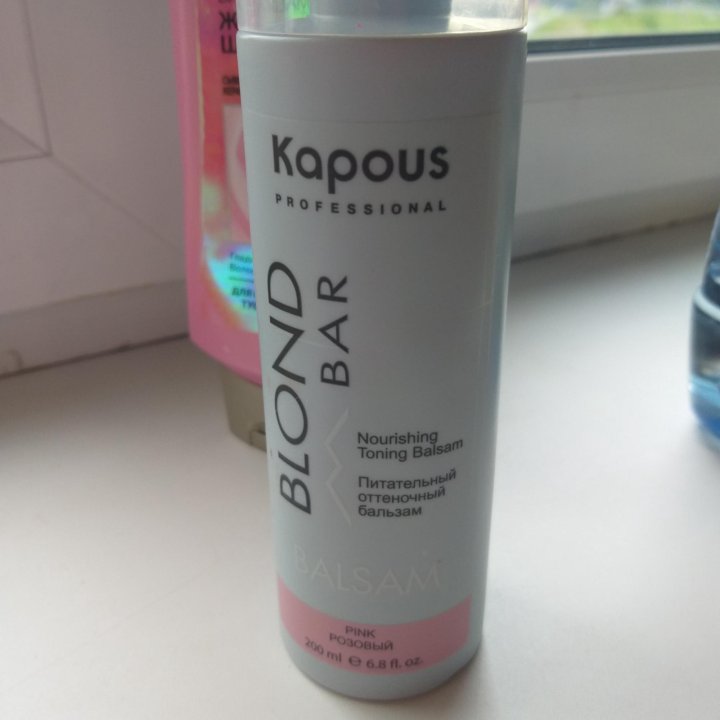 Kapous
PROFESSIONAL
BLOND
BAR
Nourishing
Toning Balsam
Питательный
оттеночный
бальзам
BALSAM
PINK
РОЗОВЫЙ
200 ml ℮ 6.8 fl. oz.